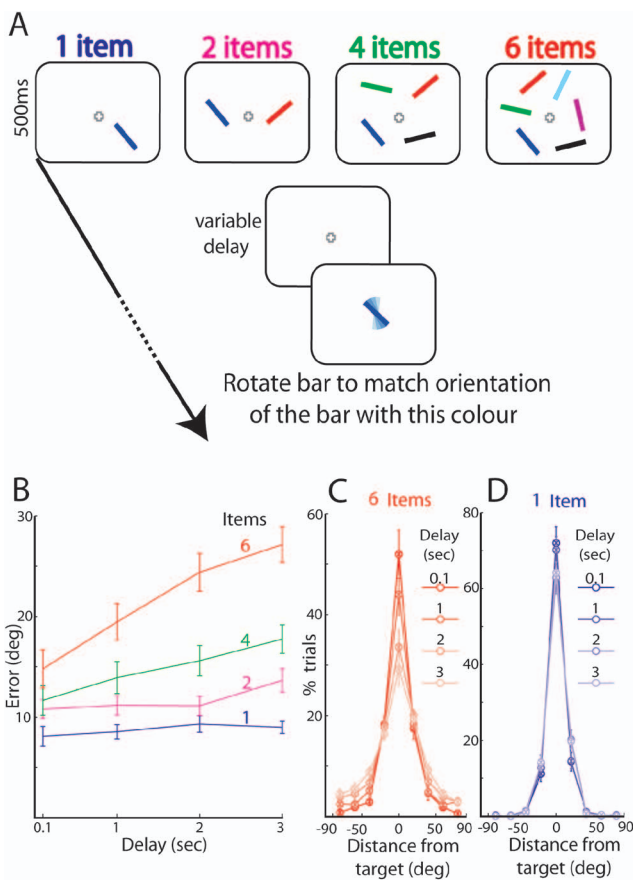 A
1 item
2 items
4 items
6 items
500ms
variable
delay
Rotate bar to match orientation
of the bar with this colour
B
Items
6
4
2
1
30
20
10
0
Error (deg)
0.1
1
2
3
Delay (sec)
C
6 Items
Delay
(sec)
0.1
1
2
3
60
40
20
% trials
-90
-50
0
50
90
Distance from
target (deg)
D
1 Item
Delay
(sec)
0.1
1
2
3
80
60
40
20
0
-90
-50
0
50
90
Distance from
target (deg)